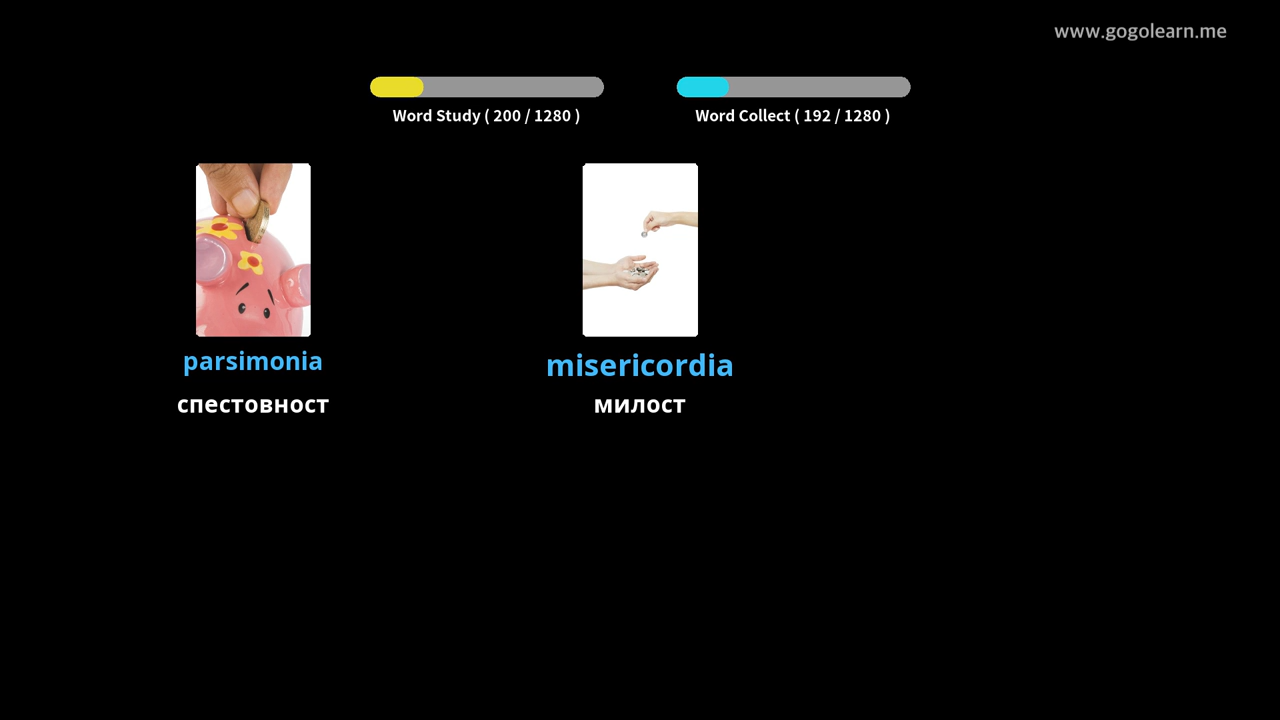 www.gogolearn.me
Word Study ( 200 / 1280 )
Word Collect ( 192 / 1280 )
parsimonia
misericordia
спестовност
милост